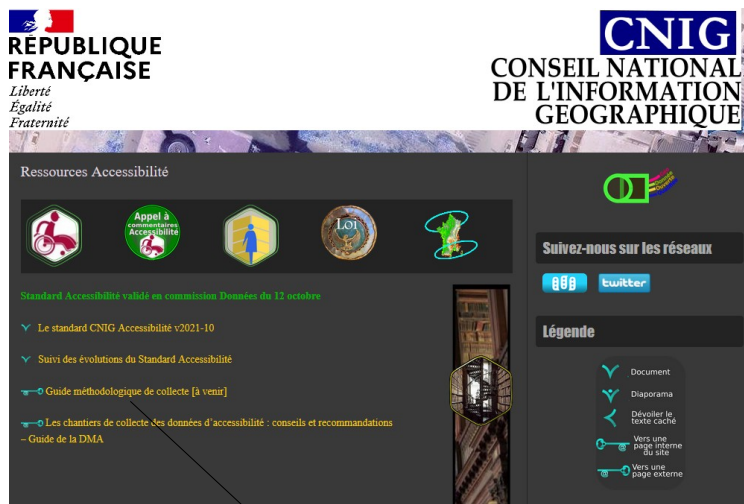 RÉPUBLIQUE
FRANÇAISE
Liberté
Égalité
Fraternité
CNIG
CONSEIL NATIONAL
DE L'INFORMATION
GEOGRAPHIQUE
Ressources Accessibilité
Appel à
commentaires
Accessibilité
Loi
Standard Accessibilité validé en commission Données du 12 octobre
Le standard CNIG Accessibilité v2021-10
Suivi des évolutions du Standard Accessibilité
Guide méthodologique de collecte [à venir]
Les chantiers de collecte des données d’accessibilité : conseils et recommandations
– Guide de la DMA
Suivez-nous sur les réseaux
twitter
Légende
Document
Diaporama
Dévoiler le
texte caché
Vers une
page interne
du site
Vers une
page externe